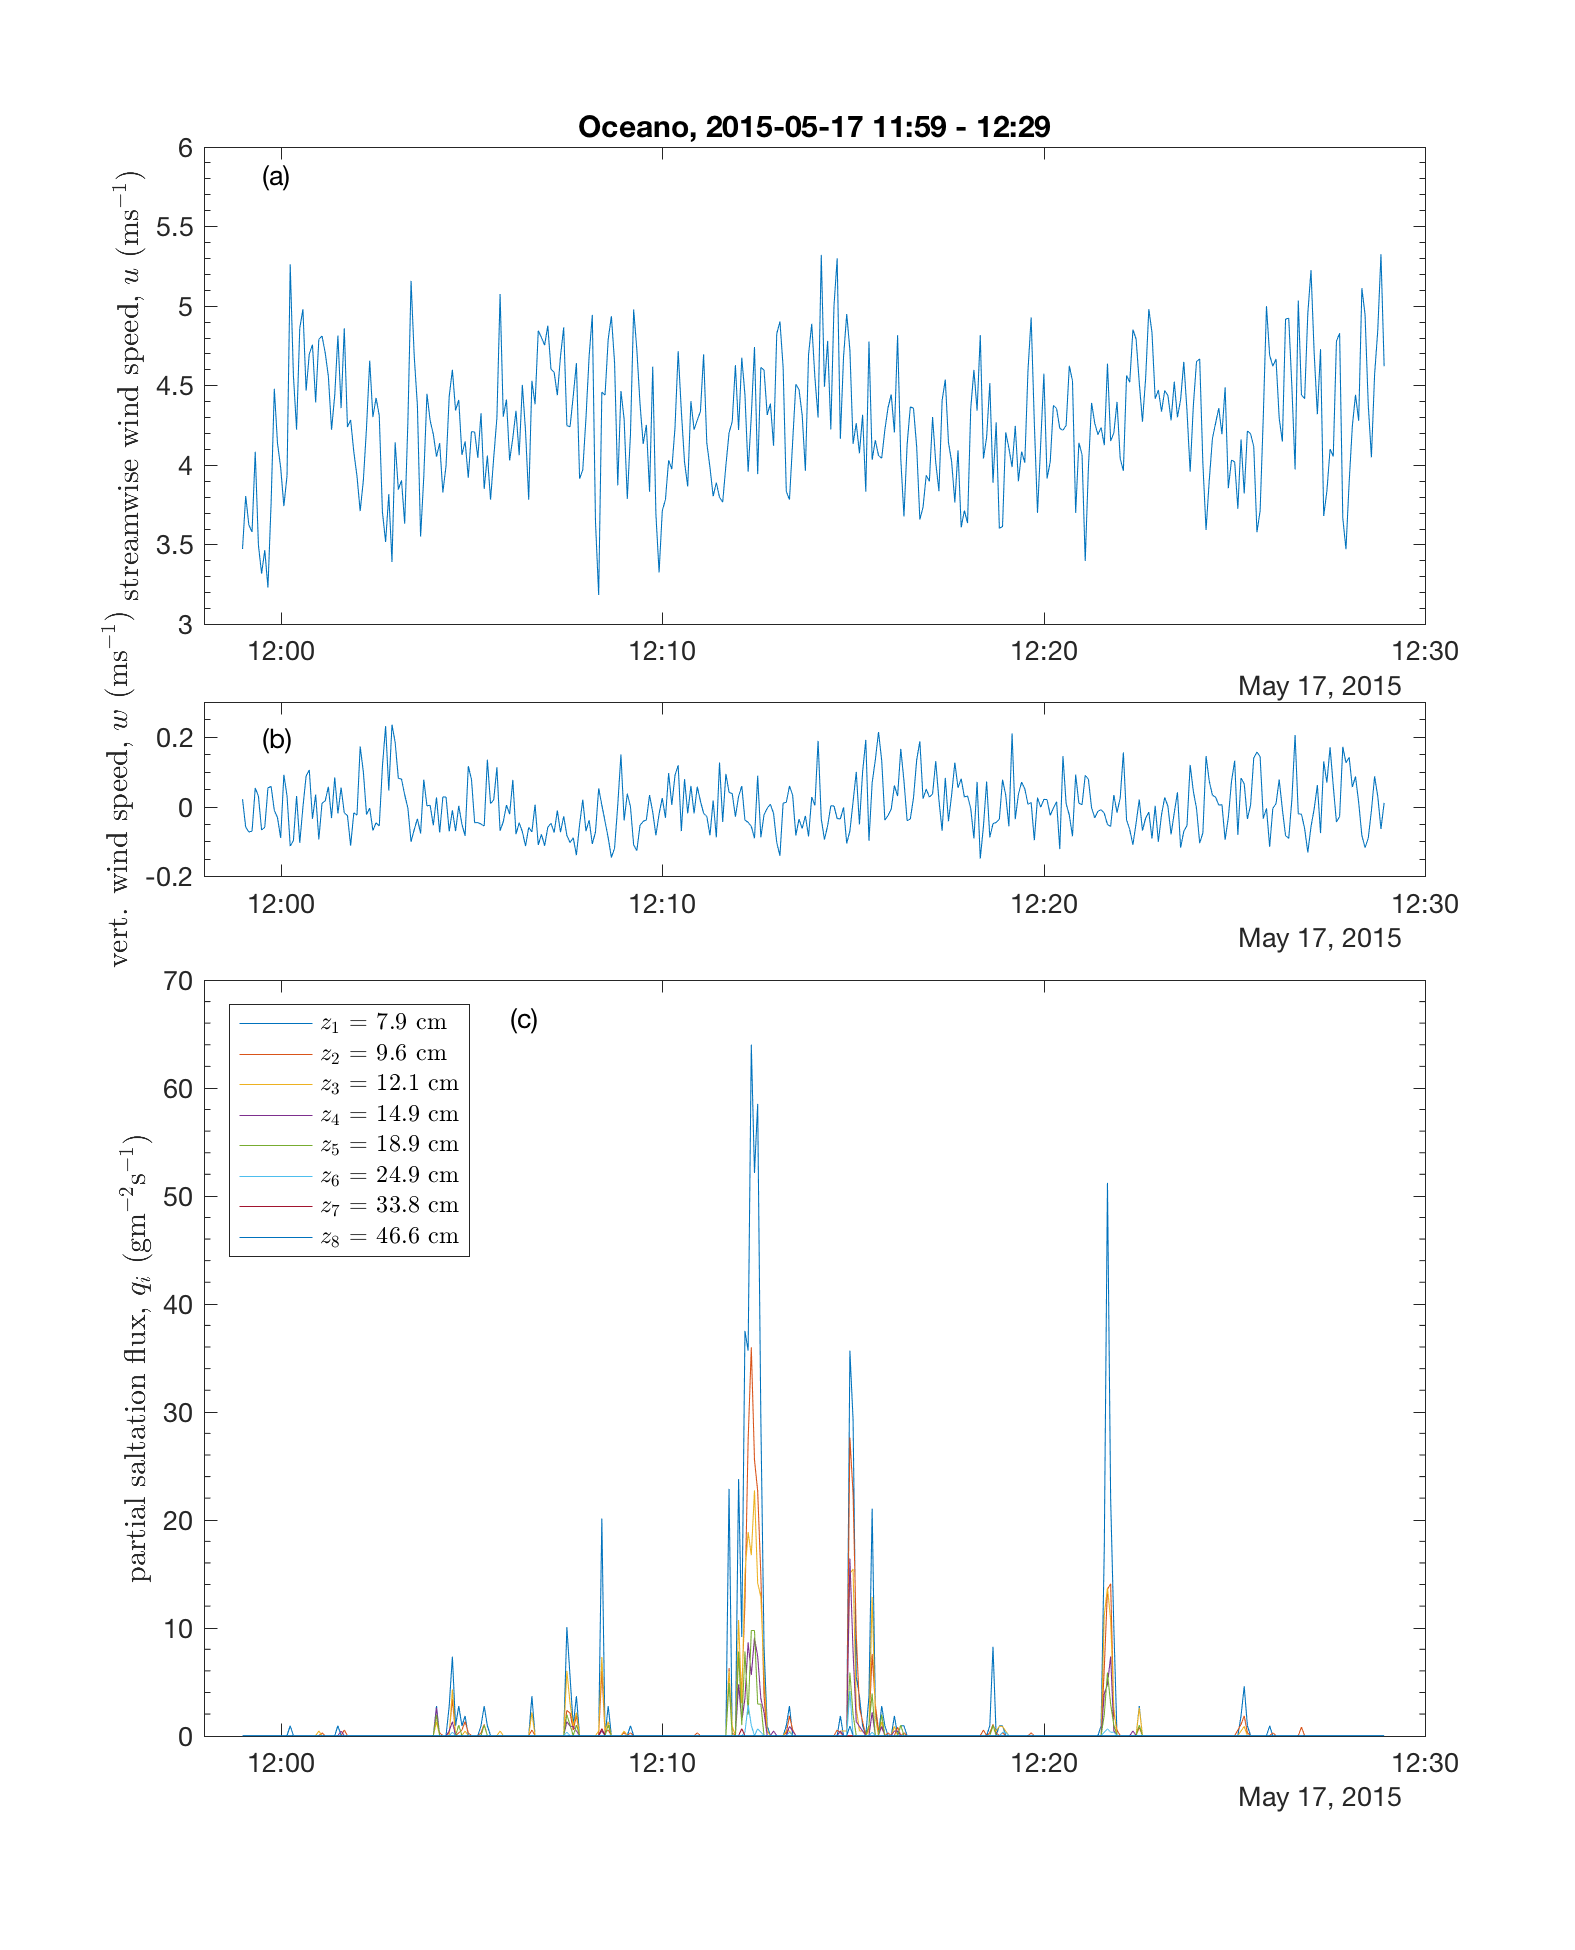 Oceano, 2015-05-17 11:59 - 12:29
(a)
streamwise wind speed, u (ms⁻¹)
6
5.5
5
4.5
4
3.5
3
12:00 12:10 12:20 12:30
May 17, 2015
(b)
vert. wind speed, w (ms⁻¹)
0.2
0
-0.2
12:00 12:10 12:20 12:30
May 17, 2015
(c)
partial saltation flux, qᵢ (gm⁻²s⁻¹)
70
60
50
40
30
20
10
0
z₁ = 7.9 cm
z₂ = 9.6 cm
z₃ = 12.1 cm
z₄ = 14.9 cm
z₅ = 18.9 cm
z₆ = 24.9 cm
z₇ = 33.8 cm
z₈ = 46.6 cm
12:00 12:10 12:20 12:30
May 17, 2015